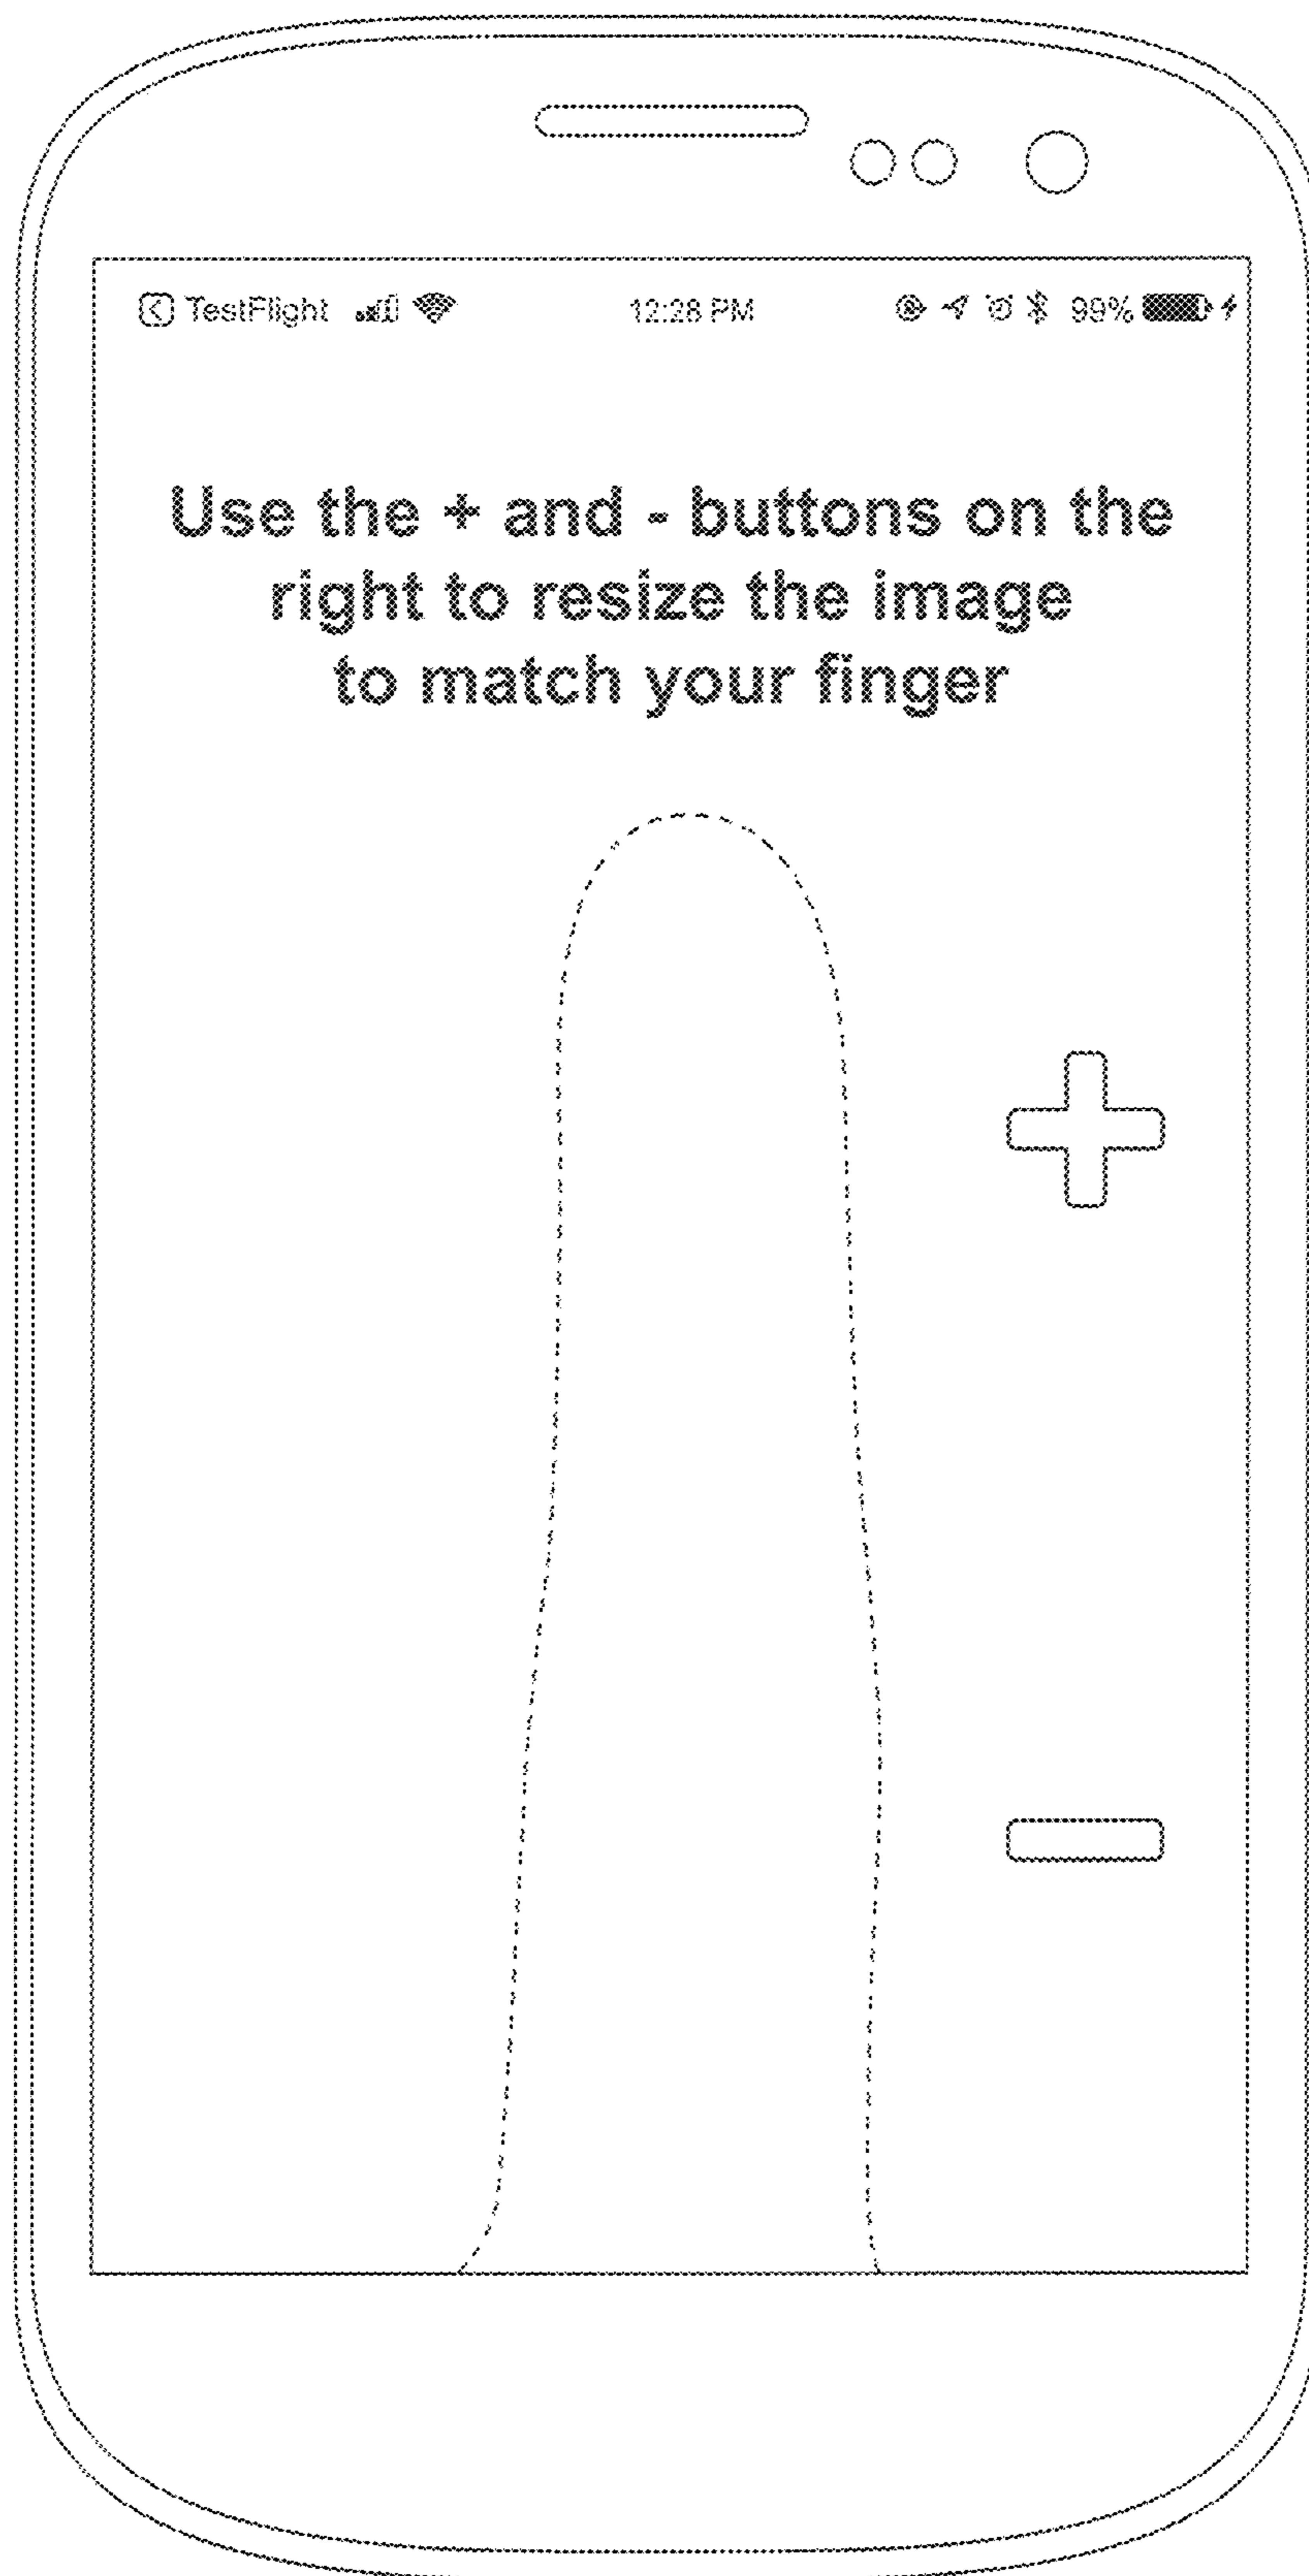 TestFlight 12:28 PM 99%
Use the + and - buttons on the
right to resize the image
to match your finger